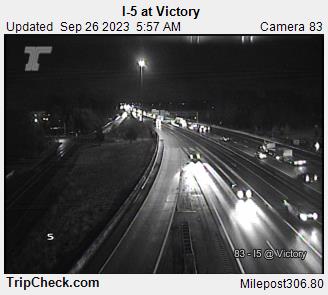 I-5 at Victory
Updated Sep 26 2023 5:57 AM Camera 83
T
S
83 - I5 @ Victory
TripCheck.com Milepost306.80